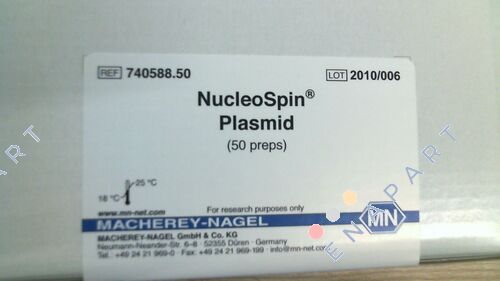 REF 740588.50
LOT 2010/006
NucleoSpin®
Plasmid
(50 preps)
25 °C
18 °C
www.mn-net.com
For research purposes only
MACHEREY-NAGEL
MN
MACHEREY-NAGEL GmbH & Co. KG
Neumann-Neander-Str. 6–8 · 52355 Düren · Germany
Tel.: +49 24 21 969-0 · Fax: +49 24 21 969-199 · info@mn-net.com
ENPART